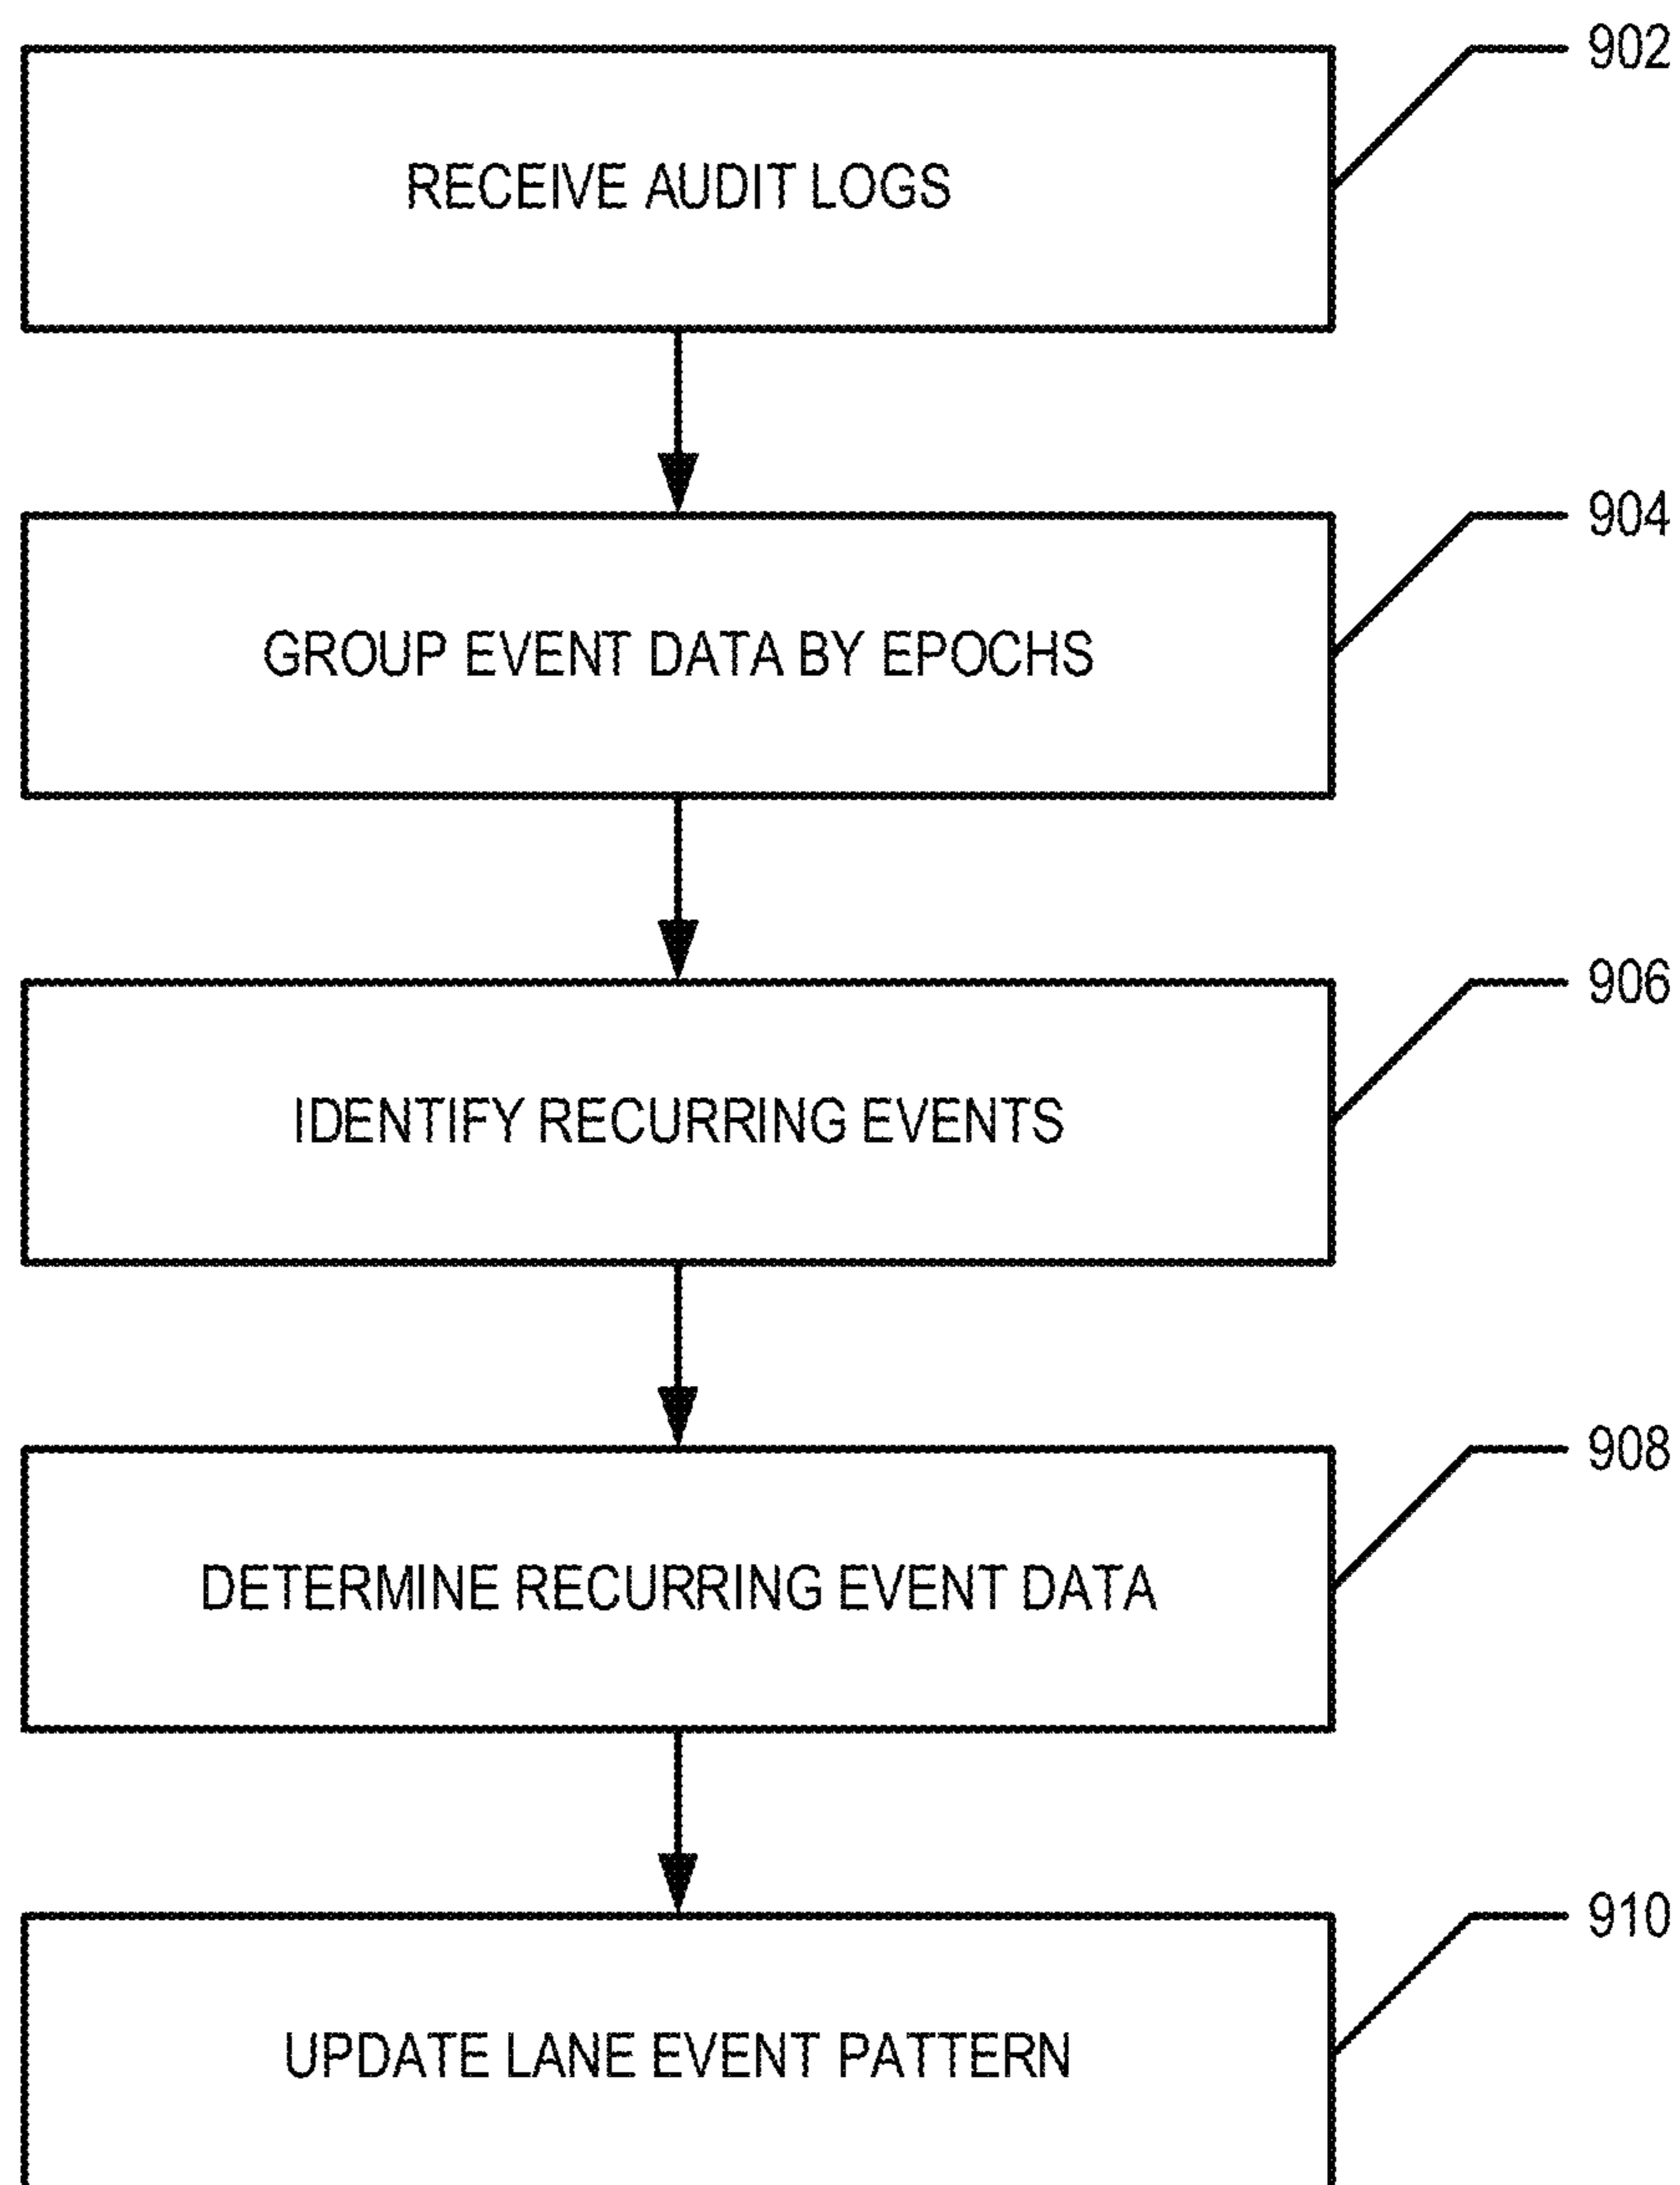 902
RECEIVE AUDIT LOGS
904
GROUP EVENT DATA BY EPOCHS
906
IDENTIFY RECURRING EVENTS
908
DETERMINE RECURRING EVENT DATA
910
UPDATE LANE EVENT PATTERN